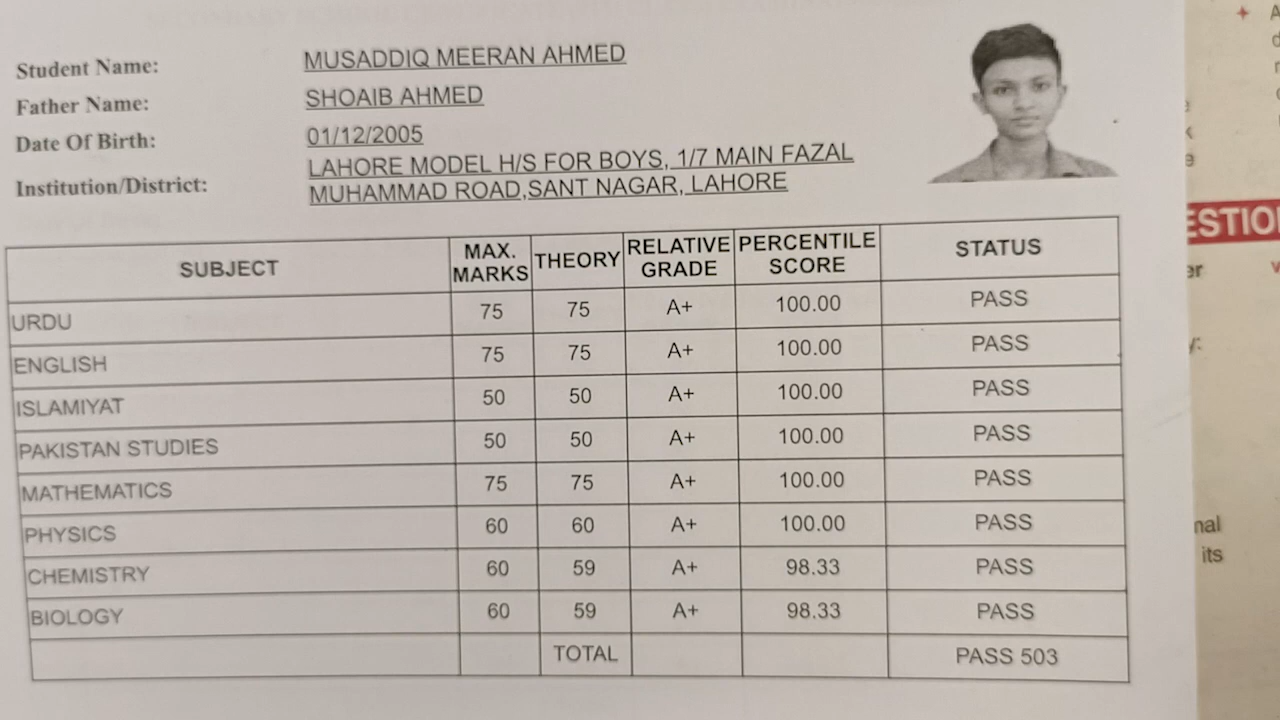 Student Name: MUSADDIQ MEERAN AHMED
Father Name: SHOAIB AHMED
Date Of Birth: 01/12/2005
Institution/District: LAHORE MODEL H/S FOR BOYS, 1/7 MAIN FAZAL
MUHAMMAD ROAD,SANT NAGAR, LAHORE
SUBJECT MAX. MARKS THEORY RELATIVE GRADE PERCENTILE SCORE STATUS
URDU 75 75 A+ 100.00 PASS
ENGLISH 75 75 A+ 100.00 PASS
ISLAMIYAT 50 50 A+ 100.00 PASS
PAKISTAN STUDIES 50 50 A+ 100.00 PASS
MATHEMATICS 75 75 A+ 100.00 PASS
PHYSICS 60 60 A+ 100.00 PASS
CHEMISTRY 60 59 A+ 98.33 PASS
BIOLOGY 60 59 A+ 98.33 PASS
TOTAL PASS 503
ESTIO
er
y:
nal
its